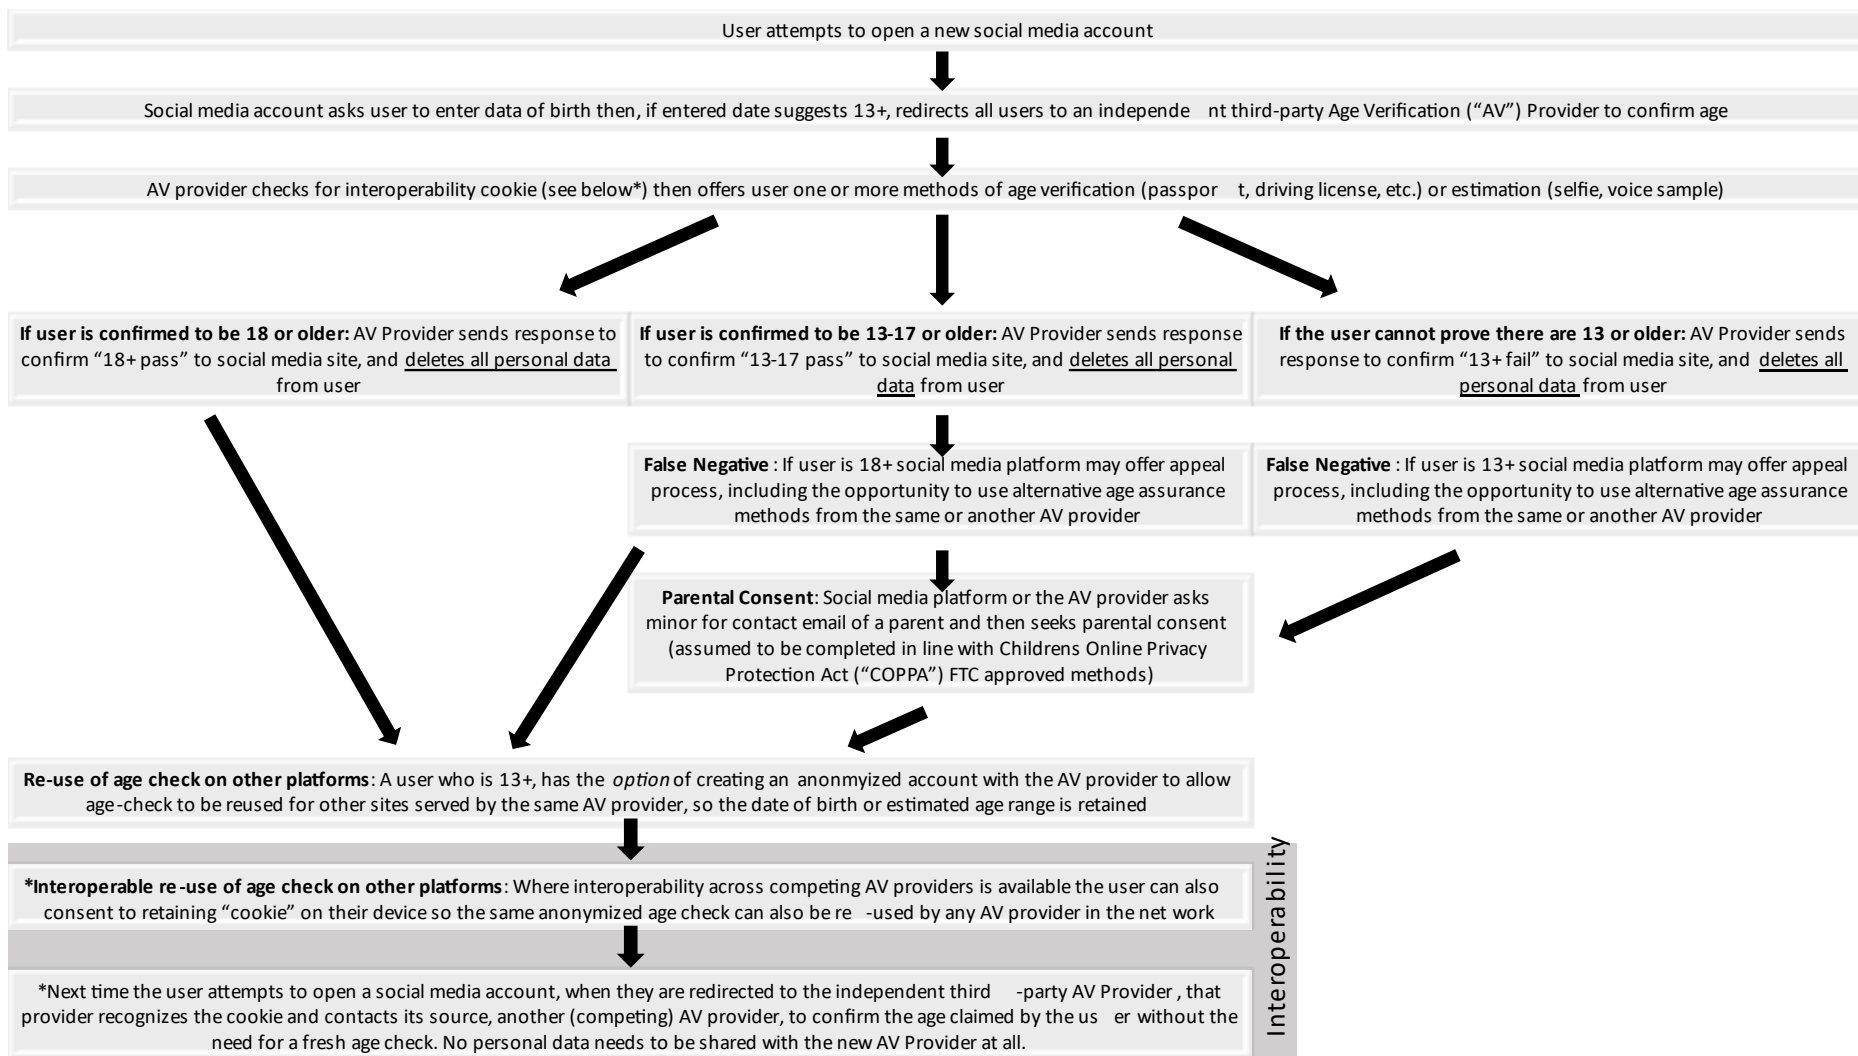 User attempts to open a new social media account
Social media account asks user to enter data of birth then, if entered date suggests 13+, redirects all users to an independe nt third-party Age Verification (“AV”) Provider to confirm age
AV provider checks for interoperability cookie (see below*) then offers user one or more methods of age verification (passpor t, driving license, etc.) or estimation (selfie, voice sample)
If user is confirmed to be 18 or older: AV Provider sends response to
confirm “18+ pass” to social media site, and deletes all personal data
from user
If user is confirmed to be 13-17 or older: AV Provider sends response
to confirm “13-17 pass” to social media site, and deletes all personal
data from user
If the user cannot prove there are 13 or older: AV Provider sends
response to confirm “13+ fail” to social media site, and deletes all
personal data from user
False Negative : If user is 18+ social media platform may offer appeal
process, including the opportunity to use alternative age assurance
methods from the same or another AV provider
False Negative : If user is 13+ social media platform may offer appeal
process, including the opportunity to use alternative age assurance
methods from the same or another AV provider
Parental Consent: Social media platform or the AV provider asks
minor for contact email of a parent and then seeks parental consent
(assumed to be completed in line with Childrens Online Privacy
Protection Act (“COPPA”) FTC approved methods)
Re-use of age check on other platforms: A user who is 13+, has the option of creating an anonmyized account with the AV provider to allow
age -check to be reused for other sites served by the same AV provider, so the date of birth or estimated age range is retained
*Interoperable re -use of age check on other platforms: Where interoperability across competing AV providers is available the user can also
consent to retaining “cookie” on their device so the same anonymized age check can also be re -used by any AV provider in the net work
*Next time the user attempts to open a social media account, when they are redirected to the independent third -party AV Provider , that
provider recognizes the cookie and contacts its source, another (competing) AV provider, to confirm the age claimed by the us er without the
need for a fresh age check. No personal data needs to be shared with the new AV Provider at all.
Interoperability